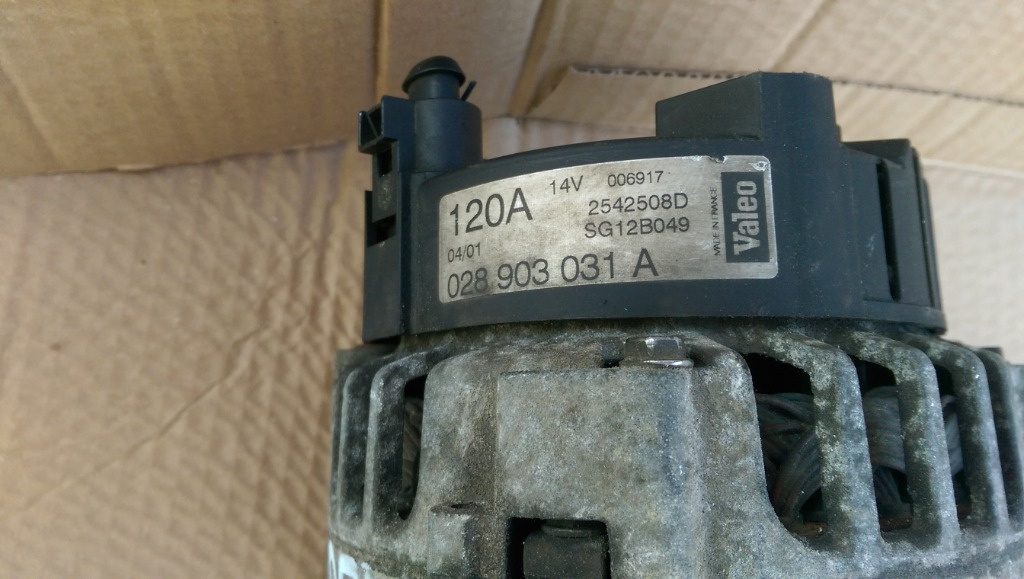 120A 14V 006917
2542508D
SG12B049
04/01
028 903 031 A
MADE IN FRANCE
Valeo